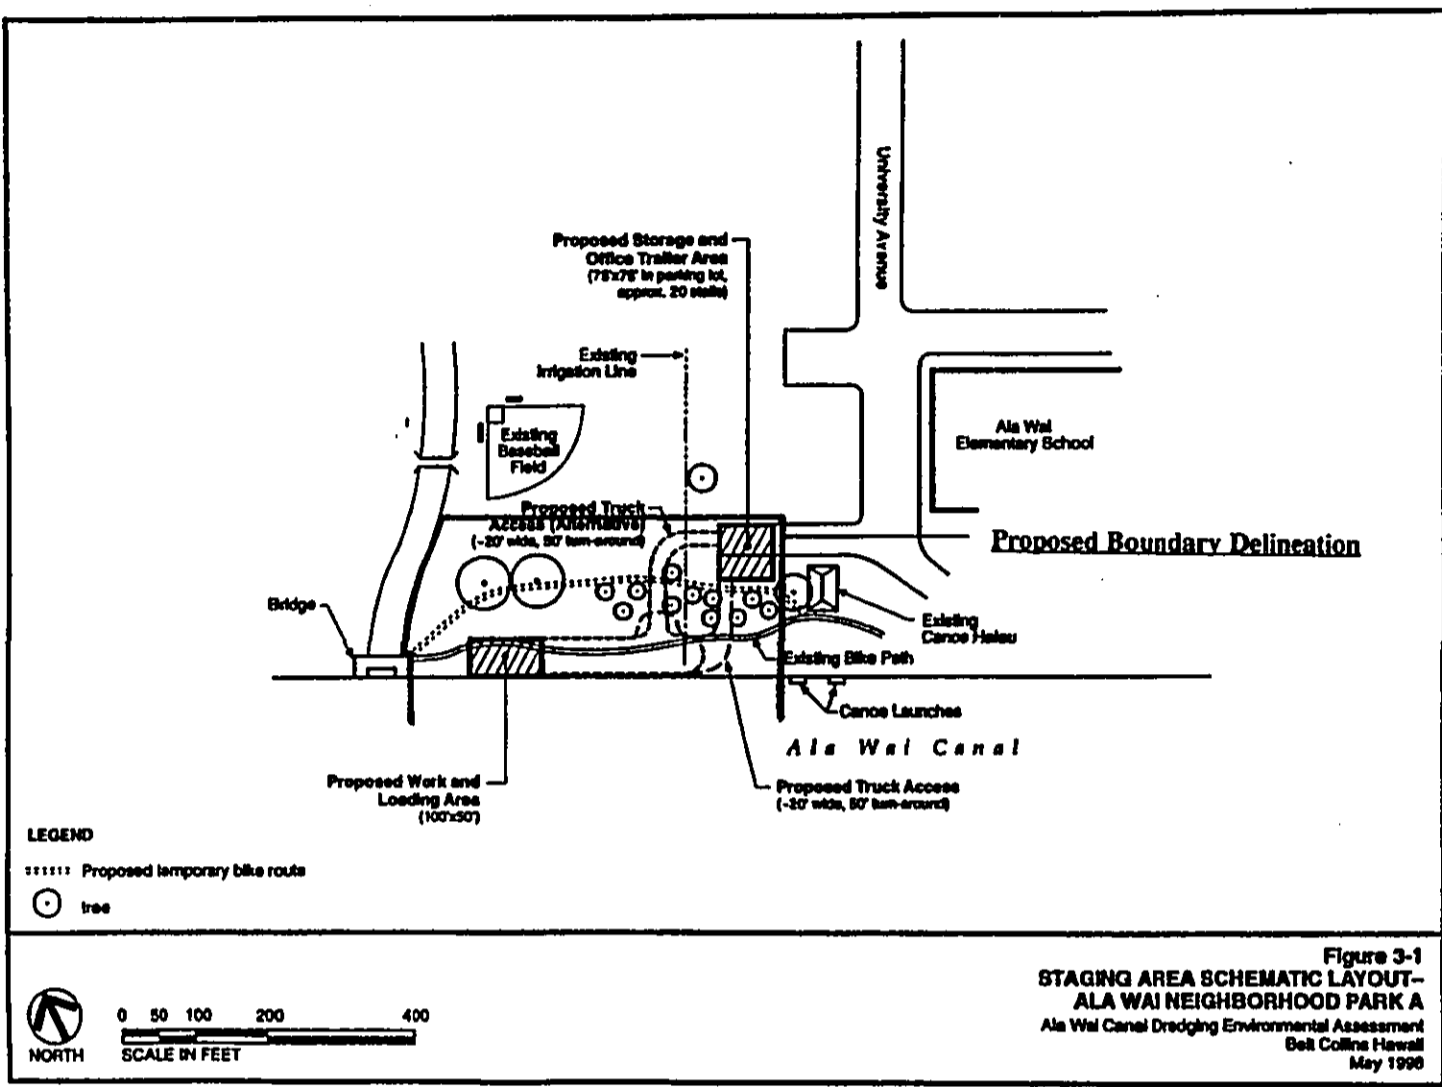 University Avenue
Proposed Storage and
Office Trailer Area
(75'x75' in parking lot,
approx. 20 stalls)
Existing
Irrigation Line
Existing
Baseball
Field
Ala Wai
Elementary School
Proposed Truck
Access (Alternative)
(~20' wide, 50' turn-around)
Proposed Boundary Delineation
Bridge
Existing
Canoe Halau
Existing Bike Path
Canoe Launches
Ala Wai Canal
Proposed Work and
Loading Area
(100'x50')
Proposed Truck Access
(~20' wide, 50' turn-around)
LEGEND
Proposed temporary bike route
tree
Figure 3-1
STAGING AREA SCHEMATIC LAYOUT–
ALA WAI NEIGHBORHOOD PARK A
Ala Wai Canal Dredging Environmental Assessment
Belt Collins Hawaii
May 1998
0 50 100 200 400
SCALE IN FEET
NORTH